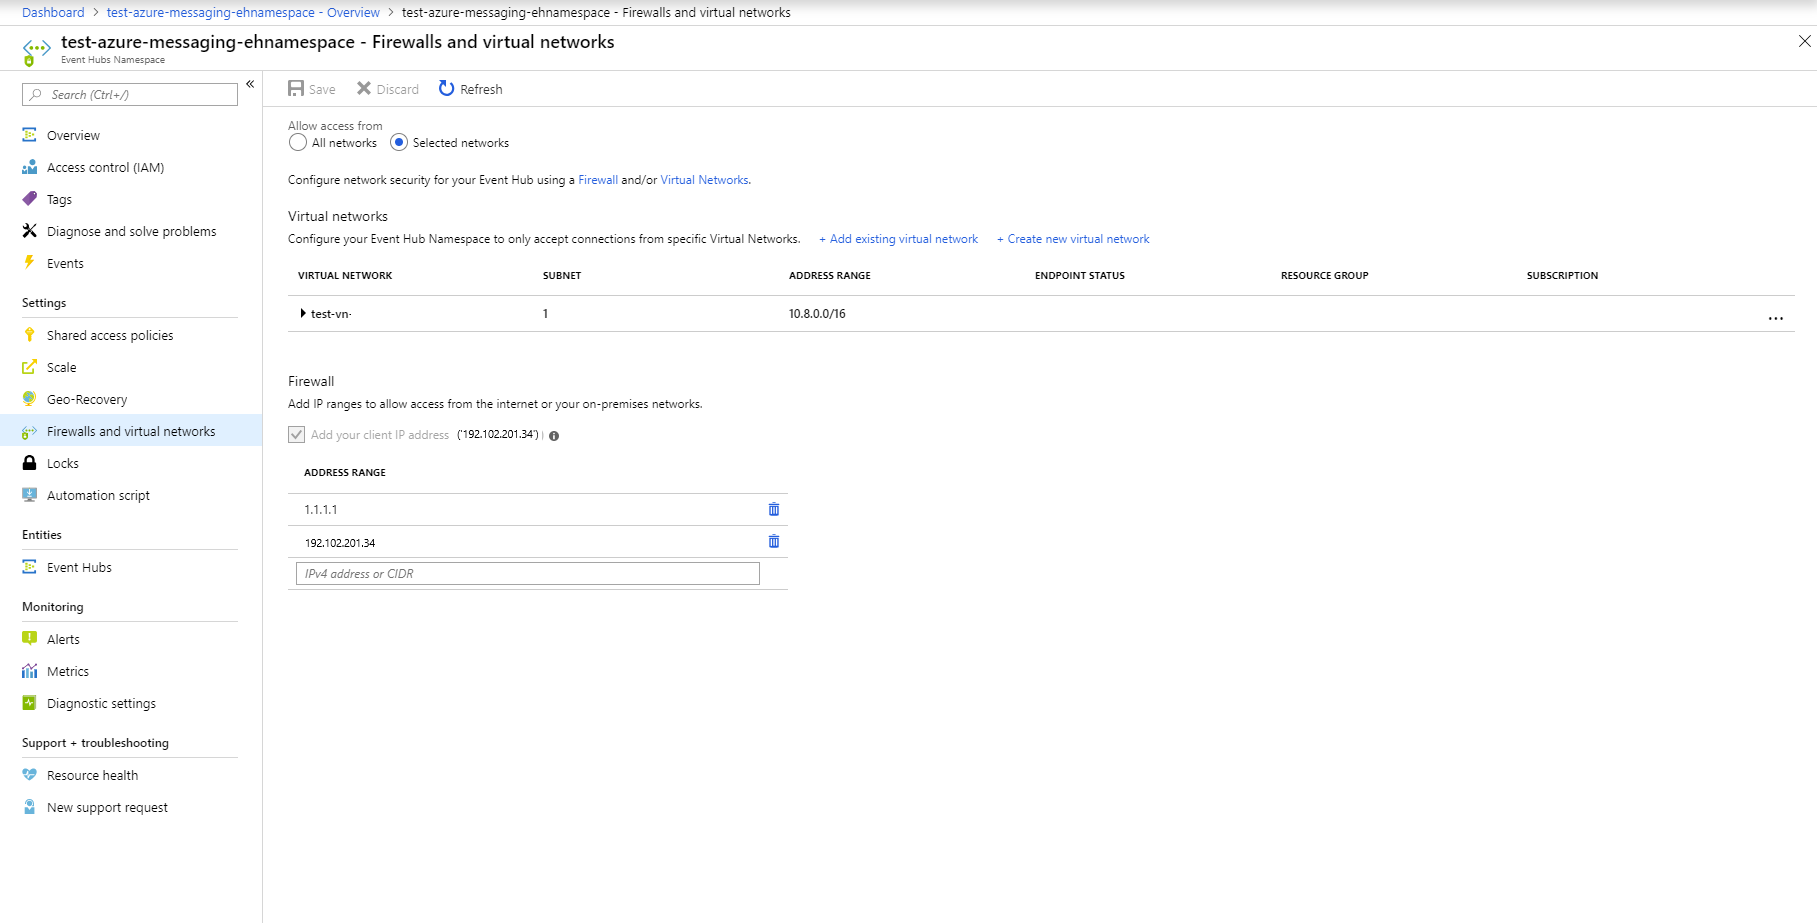 Dashboard > test-azure-messaging-ehnamespace - Overview > test-azure-messaging-ehnamespace - Firewalls and virtual networks
test-azure-messaging-ehnamespace - Firewalls and virtual networks
Event Hubs Namespace
Search (Ctrl+/)
Overview
Access control (IAM)
Tags
Diagnose and solve problems
Events
Settings
Shared access policies
Scale
Geo-Recovery
Firewalls and virtual networks
Locks
Automation script
Entities
Event Hubs
Monitoring
Alerts
Metrics
Diagnostic settings
Support + troubleshooting
Resource health
New support request
Save Discard Refresh
Allow access from
All networks Selected networks
Configure network security for your Event Hub using a Firewall and/or Virtual Networks.
Virtual networks
Configure your Event Hub Namespace to only accept connections from specific Virtual Networks. + Add existing virtual network + Create new virtual network
VIRTUAL NETWORK SUBNET ADDRESS RANGE ENDPOINT STATUS RESOURCE GROUP SUBSCRIPTION
test-vn 1 10.8.0.0/16 ...
Firewall
Add IP ranges to allow access from the internet or your on-premises networks.
Add your client IP address ('192.102.201.34')
ADDRESS RANGE
1.1.1.1
192.102.201.34
IPv4 address or CIDR